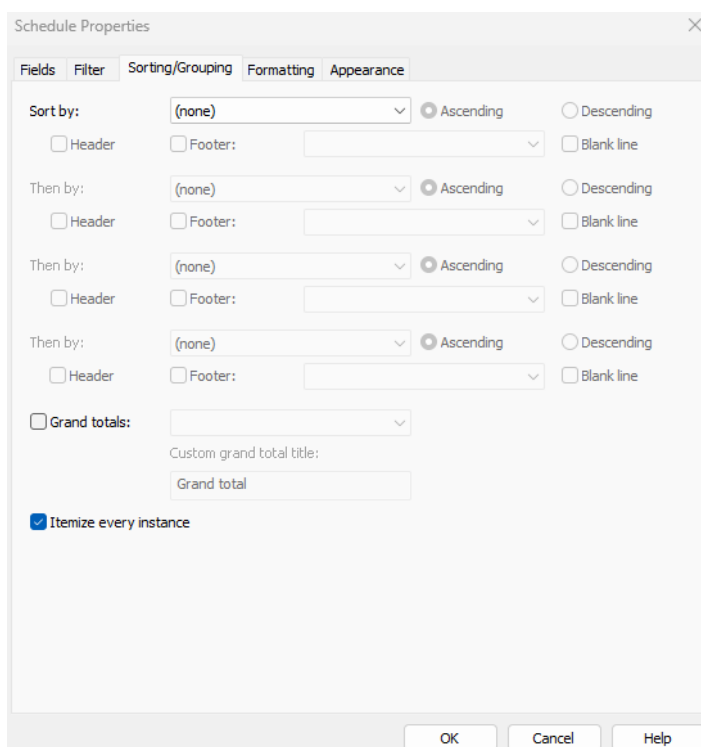 Schedule Properties
Fields Filter Sorting/Grouping Formatting Appearance
Sort by: (none) Ascending Descending
Header Footer: Blank line
Then by: (none) Ascending Descending
Header Footer: Blank line
Then by: (none) Ascending Descending
Header Footer: Blank line
Then by: (none) Ascending Descending
Header Footer: Blank line
Grand totals:
Custom grand total title:
Grand total
Itemize every instance
OK Cancel Help